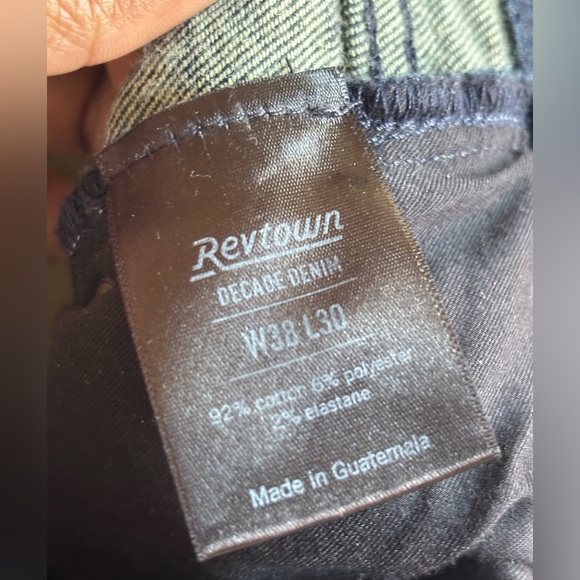 Revtown
DECADE DENIM
W38 L30
92% cotton 6% polyester
2% elastane
Made in Guatemala